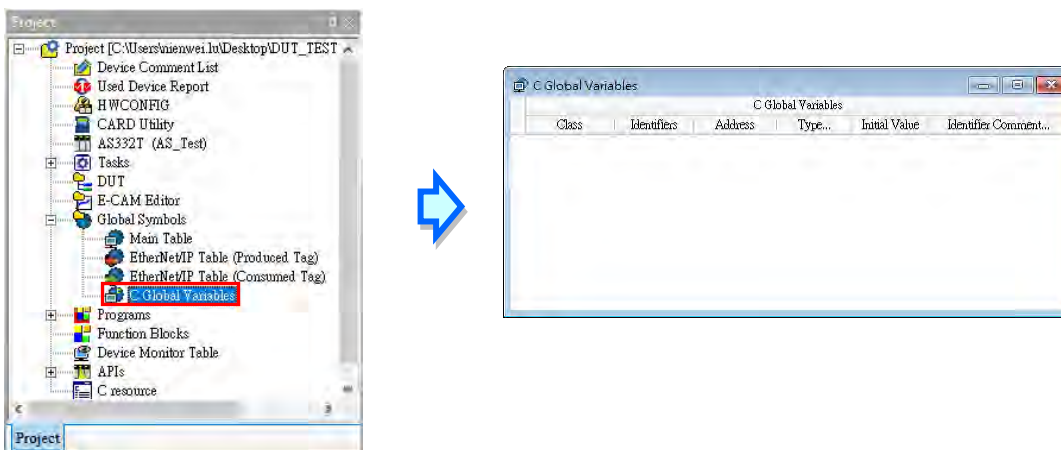 Project
Project [C:\Users\nienwei.lu\Desktop\DUT_TEST
Device Comment List
Used Device Report
HWCONFIG
CARD Utility
AS332T (AS_Test)
Tasks
DUT
E-CAM Editor
Global Symbols
Main Table
EtherNet/IP Table (Produced Tag)
EtherNet/IP Table (Consumed Tag)
C Global Variables
Programs
Function Blocks
Device Monitor Table
APIs
C resource
Project
C Global Variables
C Global Variables
Class Identifiers Address Type... Initial Value Identifier Comment...